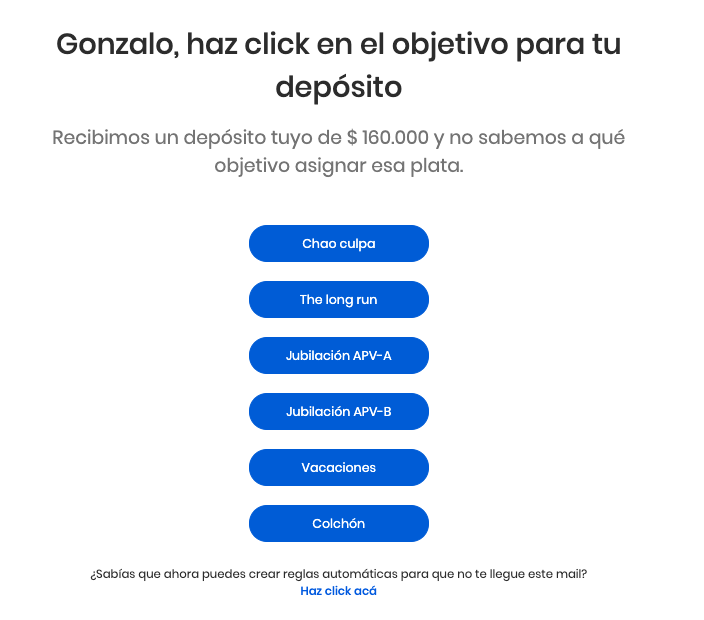 Gonzalo, haz click en el objetivo para tu
depósito
Recibimos un depósito tuyo de $ 160.000 y no sabemos a qué
objetivo asignar esa plata.
Chao culpa
The long run
Jubilación APV-A
Jubilación APV-B
Vacaciones
Colchón
¿Sabías que ahora puedes crear reglas automáticas para que no te llegue este mail?
Haz click acá